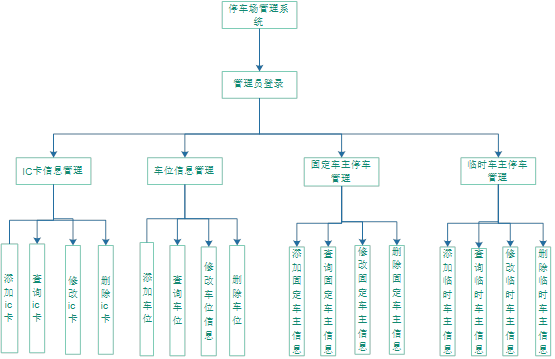 停车场管理系
统
管理员登录
IC卡信息管理
车位信息管理
固定车主停车
管理
临时车主停车
管理
添加ic卡
查询ic卡
修改ic卡
删除ic卡
添加车位
查询车位
修改车位信息
删除车位
添加固定车主信息
查询固定车主信息
修改固定车主信息
删除固定车主信息
添加临时车主信息
查询临时车主信息
修改临时车主信息
删除临时车主信息